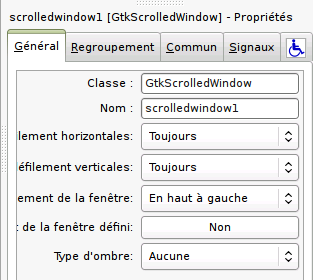 scrolledwindow1 [GtkScrolledWindow] - Propriétés
Général Regroupement Commun Signaux
Classe : GtkScrolledWindow
Nom : scrolledwindow1
lement horizontales: Toujours
éfilement verticales: Toujours
ement de la fenêtre: En haut à gauche
t de la fenêtre défini: Non
Type d'ombre: Aucune